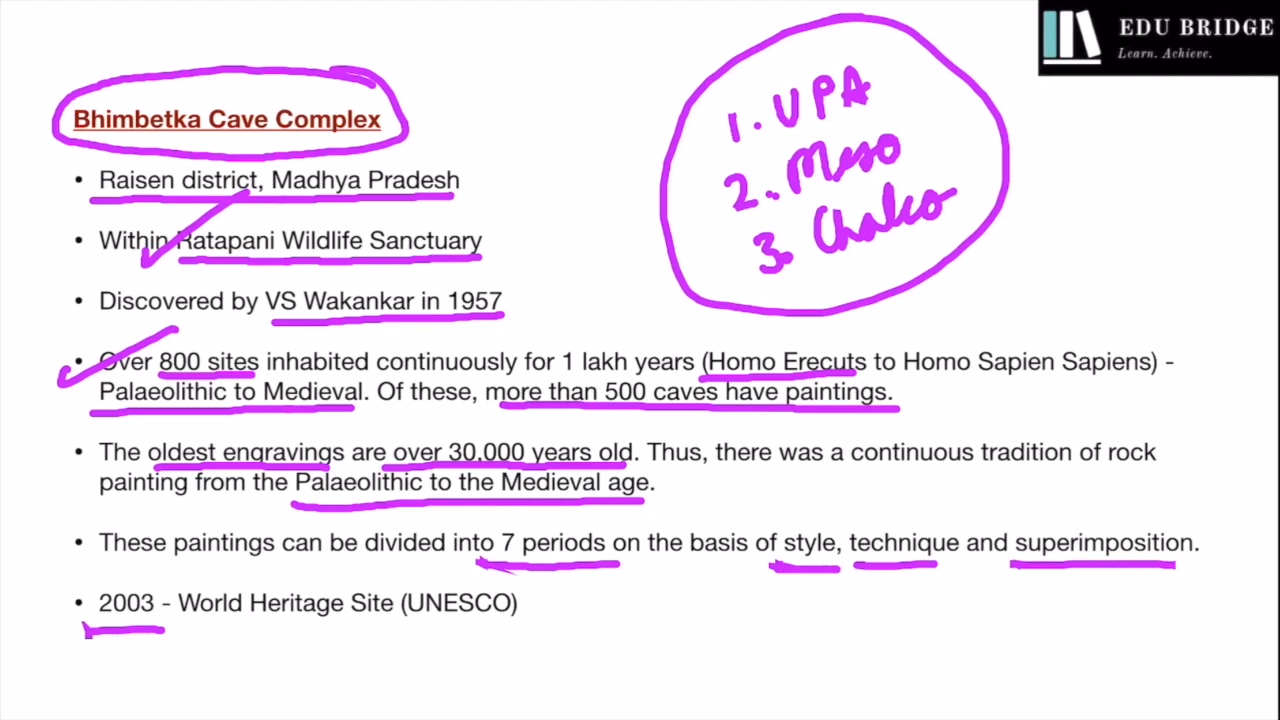 EDU BRIDGE
Learn. Achieve.
Bhimbetka Cave Complex
1. UPA
2. Meso
3. Chalco
• Raisen district, Madhya Pradesh
• Within Ratapani Wildlife Sanctuary
• Discovered by VS Wakankar in 1957
• Over 800 sites inhabited continuously for 1 lakh years (Homo Erecuts to Homo Sapien Sapiens) -
Palaeolithic to Medieval. Of these, more than 500 caves have paintings.
• The oldest engravings are over 30,000 years old. Thus, there was a continuous tradition of rock
painting from the Palaeolithic to the Medieval age.
• These paintings can be divided into 7 periods on the basis of style, technique and superimposition.
• 2003 - World Heritage Site (UNESCO)